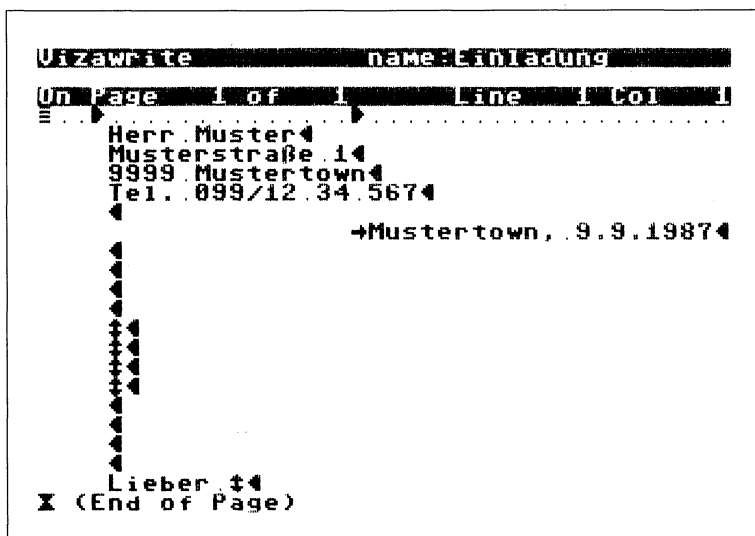 Vizawrite name:Einladung
On Page 1 of 1 Line 1 Col 1
Herr.Muster
Musterstraße.1
9999.Mustertown
Tel..099/12.34.567
→Mustertown,.9.9.1987
‡
‡
‡
‡
Lieber.‡
(End of Page)